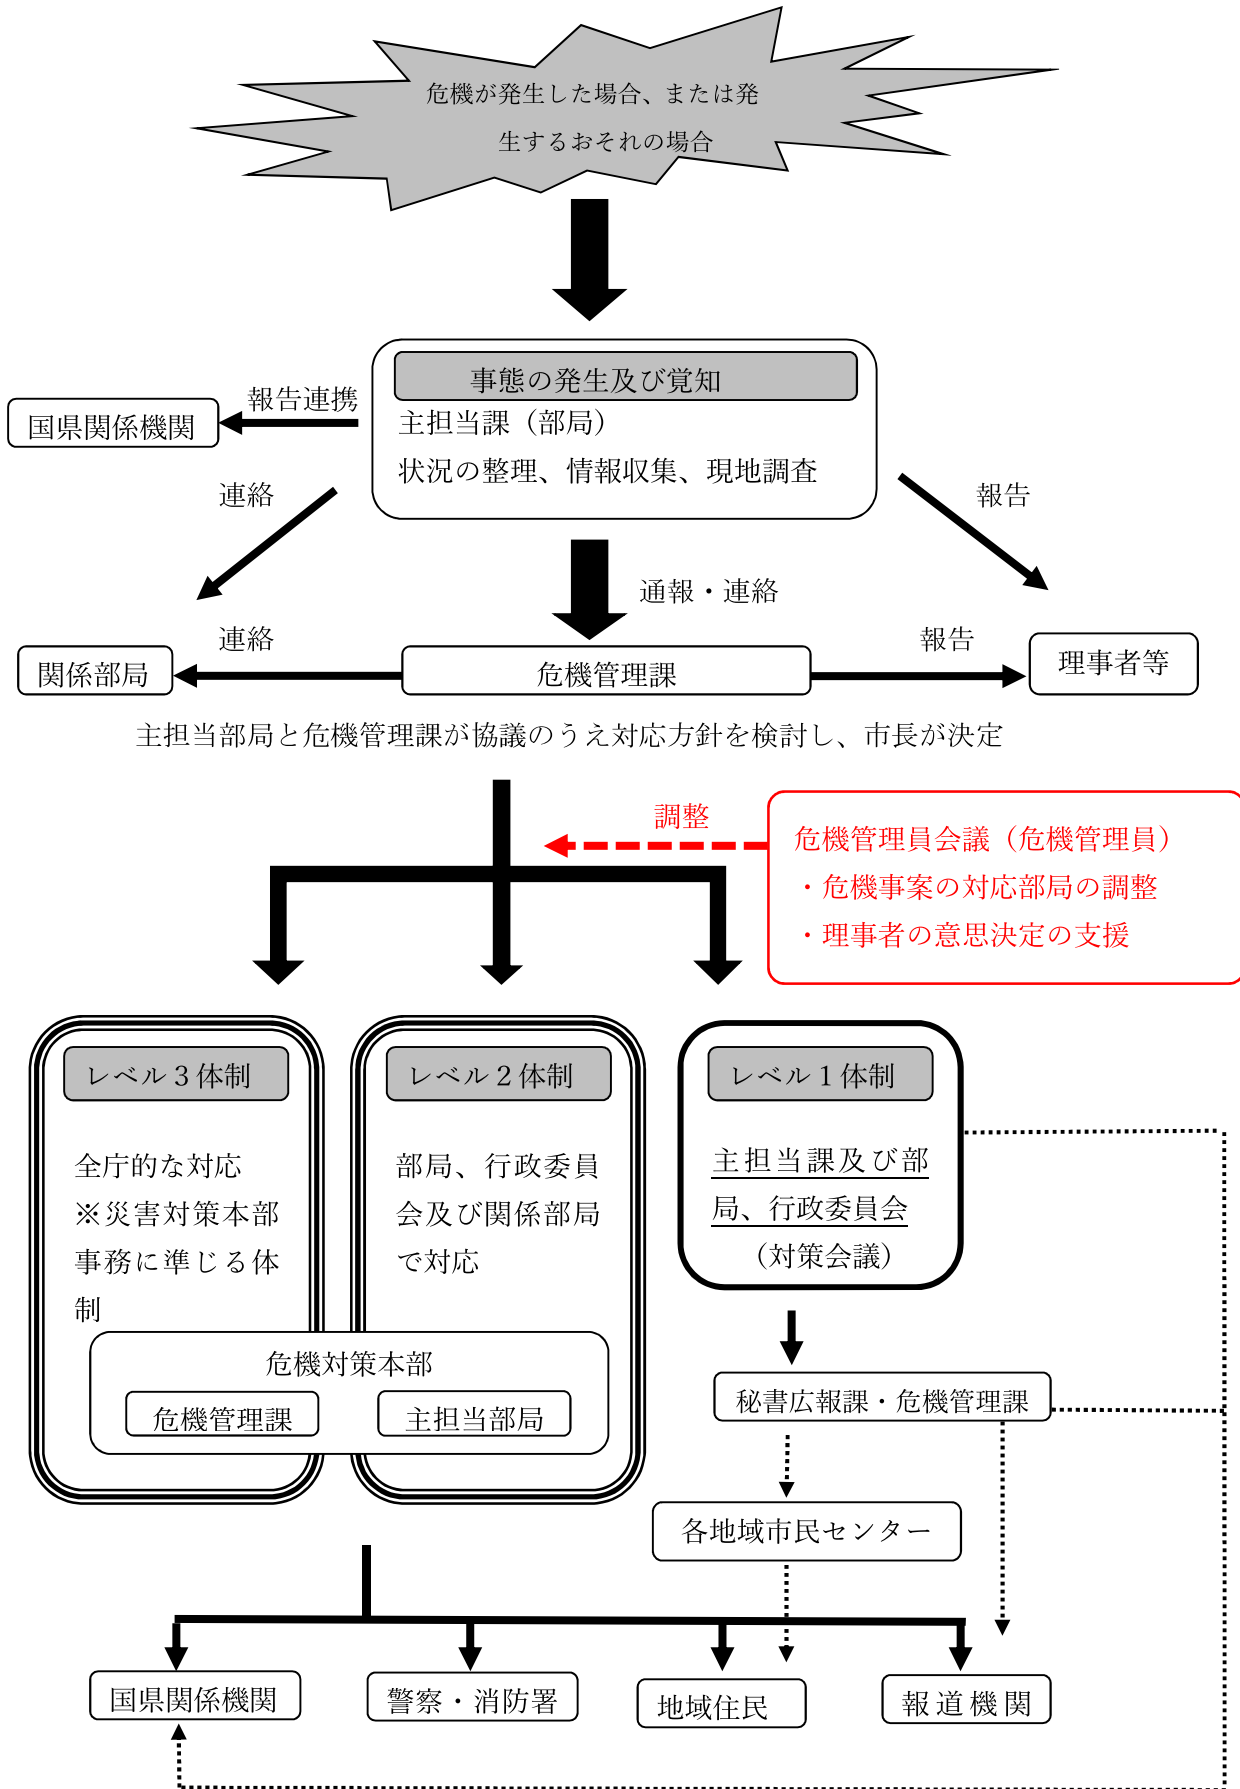 危機が発生した場合、または発
生するおそれの場合
事態の発生及び覚知
主担当課（部局）
状況の整理、情報収集、現地調査
報告連携
国県関係機関
連絡
報告
通報・連絡
連絡
報告
関係部局
危機管理課
理事者等
主担当部局と危機管理課が協議のうえ対応方針を検討し、市長が決定
調整
危機管理員会議（危機管理員）
・危機事案の対応部局の調整
・理事者の意思決定の支援
レベル３体制
全庁的な対応
※災害対策本部
事務に準じる体
制
レベル２体制
部局、行政委員
会及び関係部局
で対応
レベル１体制
主担当課及び部
局、行政委員会
（対策会議）
危機対策本部
危機管理課
主担当部局
秘書広報課・危機管理課
各地域市民センター
国県関係機関
警察・消防署
地域住民
報道機関